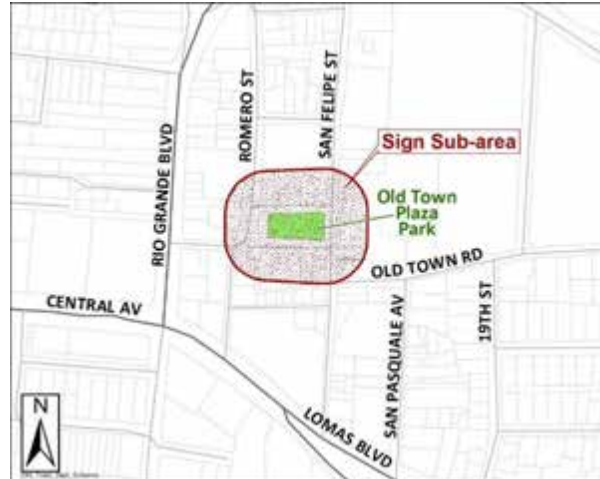 ROMERO ST
SAN FELIPE ST
Sign Sub-area
RIO GRANDE BLVD
Old Town
Plaza
Park
OLD TOWN RD
CENTRAL AV
SAN PASQUALE AV
19TH ST
LOMAS BLVD
N